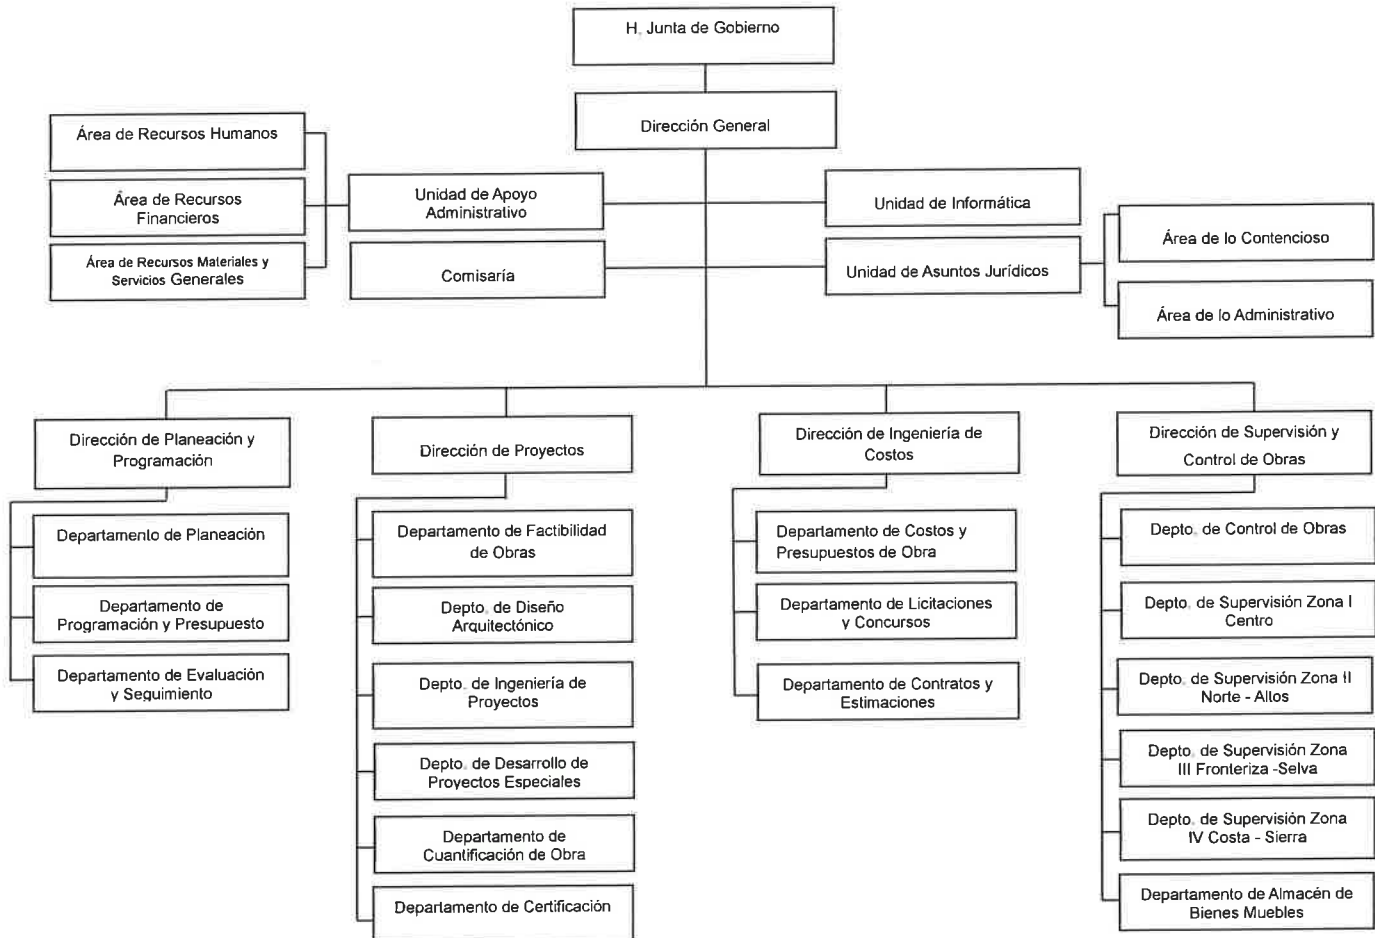 H. Junta de Gobierno
Dirección General
Área de Recursos Humanos
Área de Recursos
Financieros
Área de Recursos Materiales y
Servicios Generales
Unidad de Apoyo
Administrativo
Comisaría
Unidad de Informática
Unidad de Asuntos Jurídicos
Área de lo Contencioso
Área de lo Administrativo
Dirección de Planeación y
Programación
Departamento de Planeación
Departamento de
Programación y Presupuesto
Departamento de Evaluación
y Seguimiento
Dirección de Proyectos
Departamento de Factibilidad
de Obras
Depto. de Diseño
Arquitectónico
Depto. de Ingeniería de
Proyectos
Depto. de Desarrollo de
Proyectos Especiales
Departamento de
Cuantificación de Obra
Departamento de Certificación
Dirección de Ingeniería de
Costos
Departamento de Costos y
Presupuestos de Obra
Departamento de Licitaciones
y Concursos
Departamento de Contratos y
Estimaciones
Dirección de Supervisión y
Control de Obras
Depto. de Control de Obras
Depto. de Supervisión Zona I
Centro
Depto. de Supervisión Zona II
Norte - Altos
Depto. de Supervisión Zona
III Fronteriza -Selva
Depto. de Supervisión Zona
IV Costa - Sierra
Departamento de Almacén de
Bienes Muebles